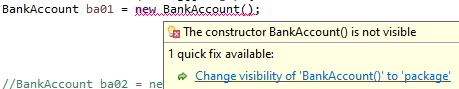 BankAccount ba01 = new BankAccount();
The constructor BankAccount() is not visible
1 quick fix available:
Change visibility of 'BankAccount()' to 'package'
//BankAccount ba02 = ne